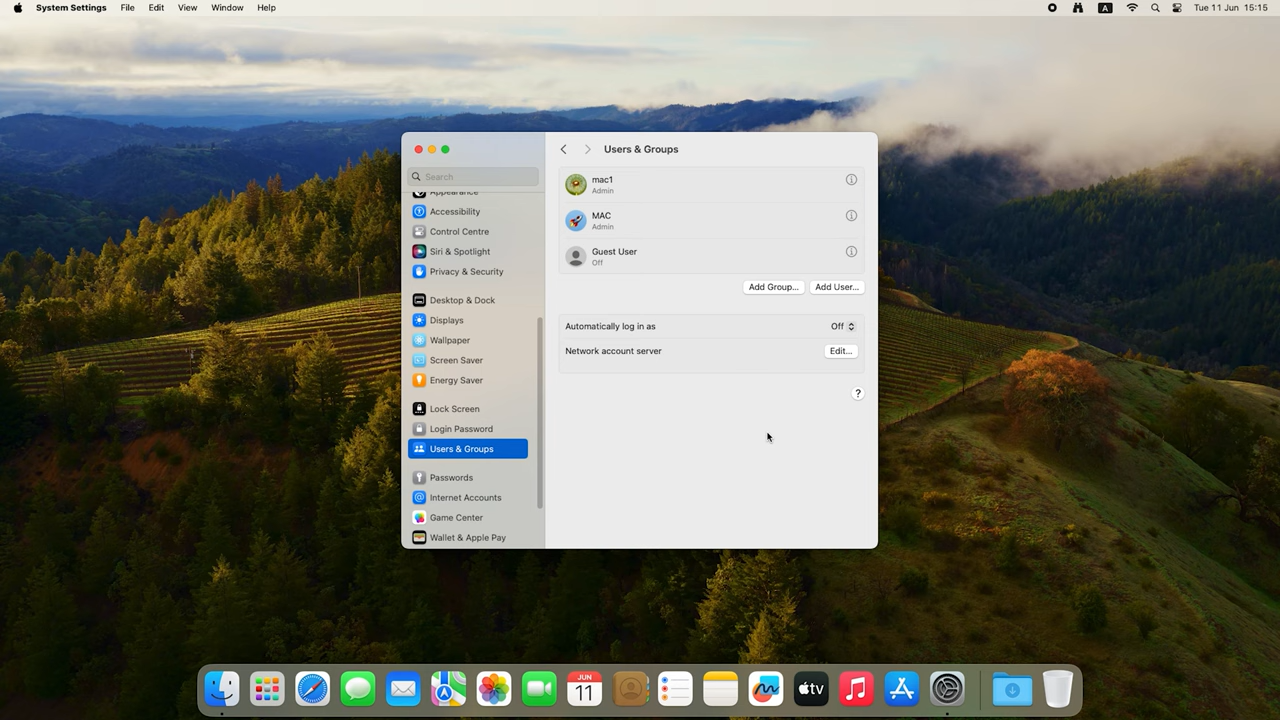 System Settings File Edit View Window Help
A Tue 11 Jun 15:15
Users & Groups
Search
Appearance
Accessibility
Control Centre
Siri & Spotlight
Privacy & Security
Desktop & Dock
Displays
Wallpaper
Screen Saver
Energy Saver
Lock Screen
Login Password
Users & Groups
Passwords
Internet Accounts
Game Center
Wallet & Apple Pay
mac1
Admin
MAC
Admin
Guest User
Off
Add Group... Add User...
Automatically log in as Off
Network account server Edit...
?
JUN
11
tv